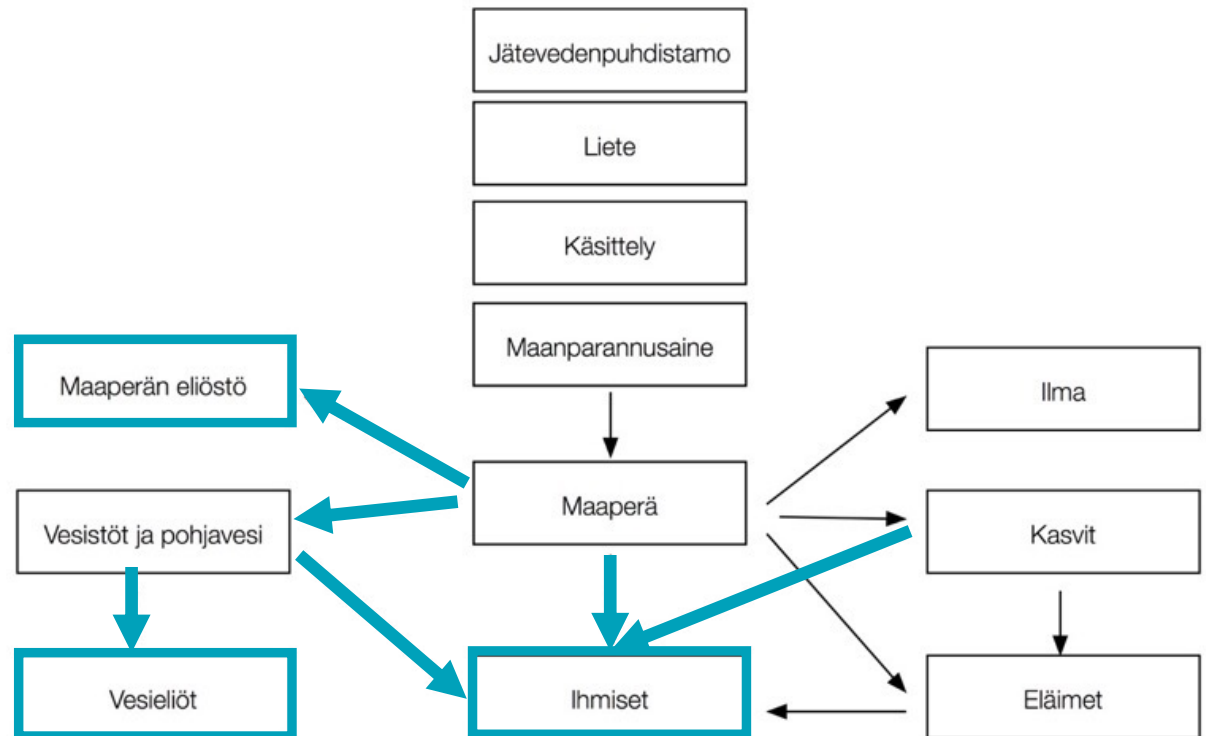 Jätevedenpuhdistamo
Liete
Käsittely
Maanparannusaine
Maaperän eliöstö
Ilma
Maaperä
Vesistöt ja pohjavesi
Kasvit
Vesieliöt
Ihmiset
Eläimet